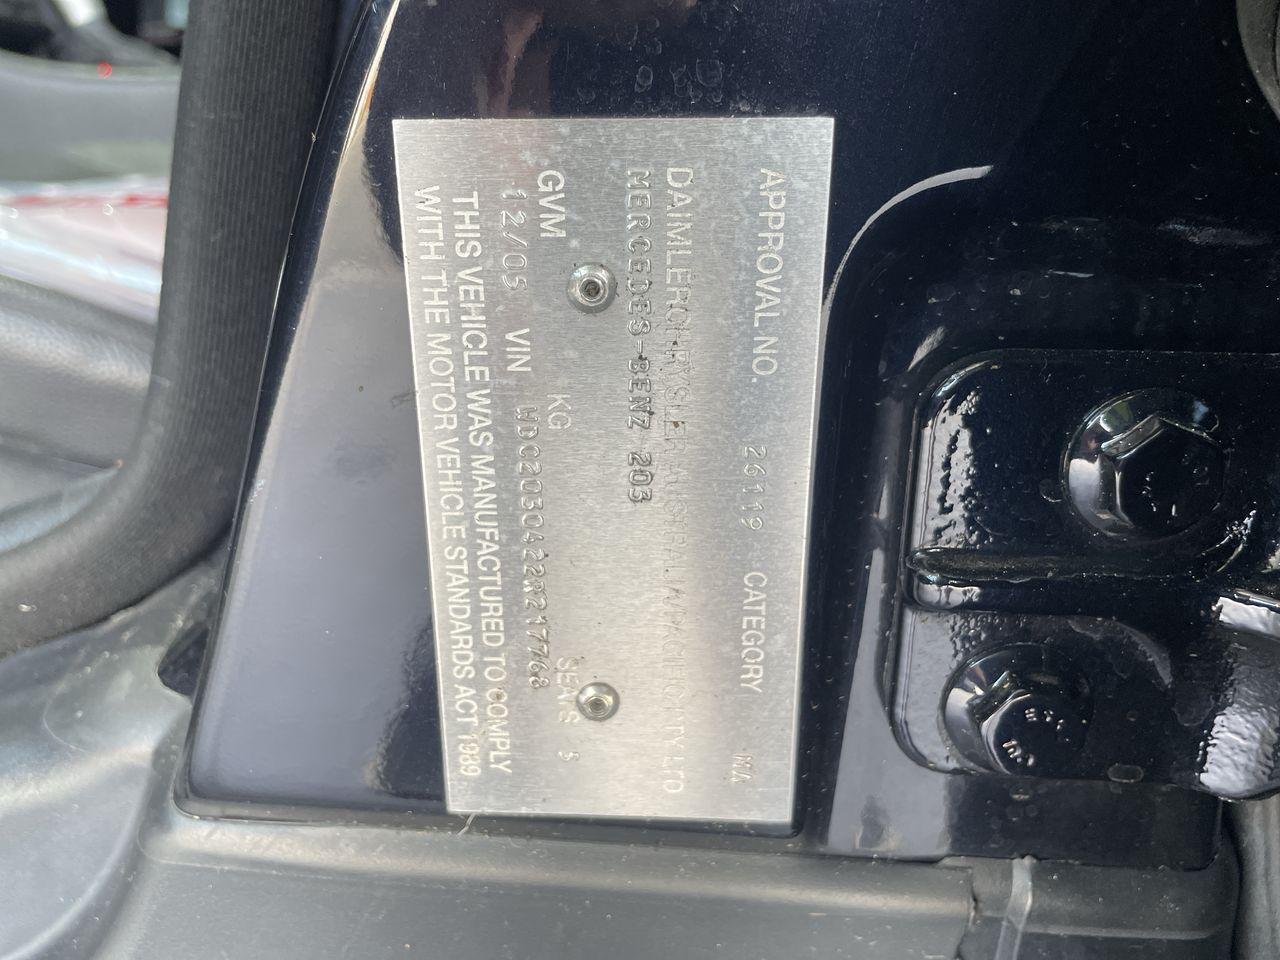 APPROVAL NO. 26119 CATEGORY MA
DAIMLERCHRYSLER AUSTRALIA/PACIFIC PTY LTD
MERCEDES-BENZ 203
GVM KG SEATS 5
12/05 VIN WDC2030422R217768
THIS VEHICLE WAS MANUFACTURED TO COMPLY
WITH THE MOTOR VEHICLE STANDARDS ACT 1989